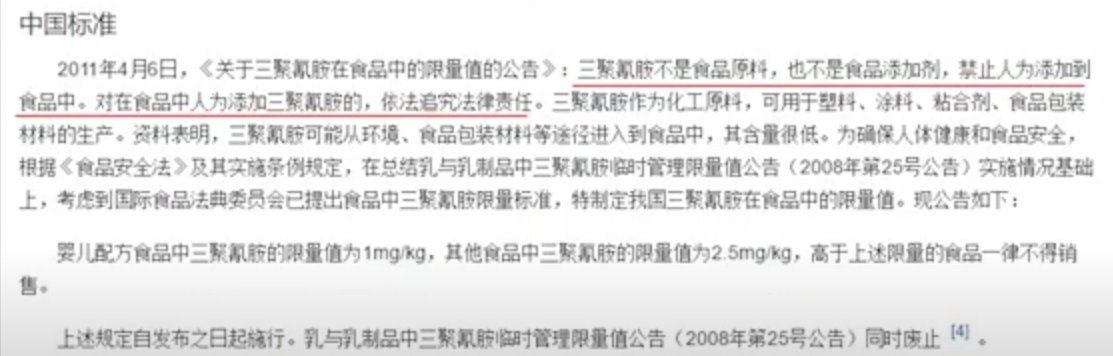 中国标准
2011年4月6日，《关于三聚氰胺在食品中的限量值的公告》：三聚氰胺不是食品原料，也不是食品添加剂，禁止人为添加到
食品中。对在食品中人为添加三聚氰胺的，依法追究法律责任。三聚氰胺作为化工原料，可用于塑料、涂料、粘合剂、食品包装
材料的生产。资料表明，三聚氰胺可能从环境、食品包装材料等途径进入到食品中，其含量很低。为确保人体健康和食品安全，
根据《食品安全法》及其实施条例规定，在总结乳与乳制品中三聚氰胺临时管理限量值公告（2008年第25号公告）实施情况基础
上，考虑到国际食品法典委员会已提出食品中三聚氰胺限量标准，特制定我国三聚氰胺在食品中的限量值。现公告如下：
婴儿配方食品中三聚氰胺的限量值为1mg/kg，其他食品中三聚氰胺的限量值为2.5mg/kg，高于上述限量的食品一律不得销
售。
上述规定自发布之日起施行。乳与乳制品中三聚氰胺临时管理限量值公告（2008年第25号公告）同时废止 [4] 。